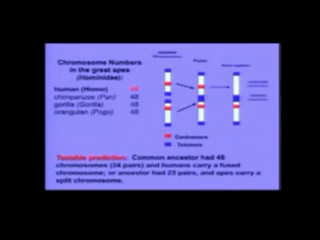 Chromosome Numbers
in the great apes
(Hominidae):
human (Homo) 46
chimpanzee (Pan) 48
gorilla (Gorilla) 48
orangutan (Pogo) 48
Fusion
Centromere
Telomere
Testable prediction: Common ancestor had 48
chromosomes (24 pairs) and humans carry a fused
chromosome; or ancestor had 23 pairs, and apes carry a
split chromosome.